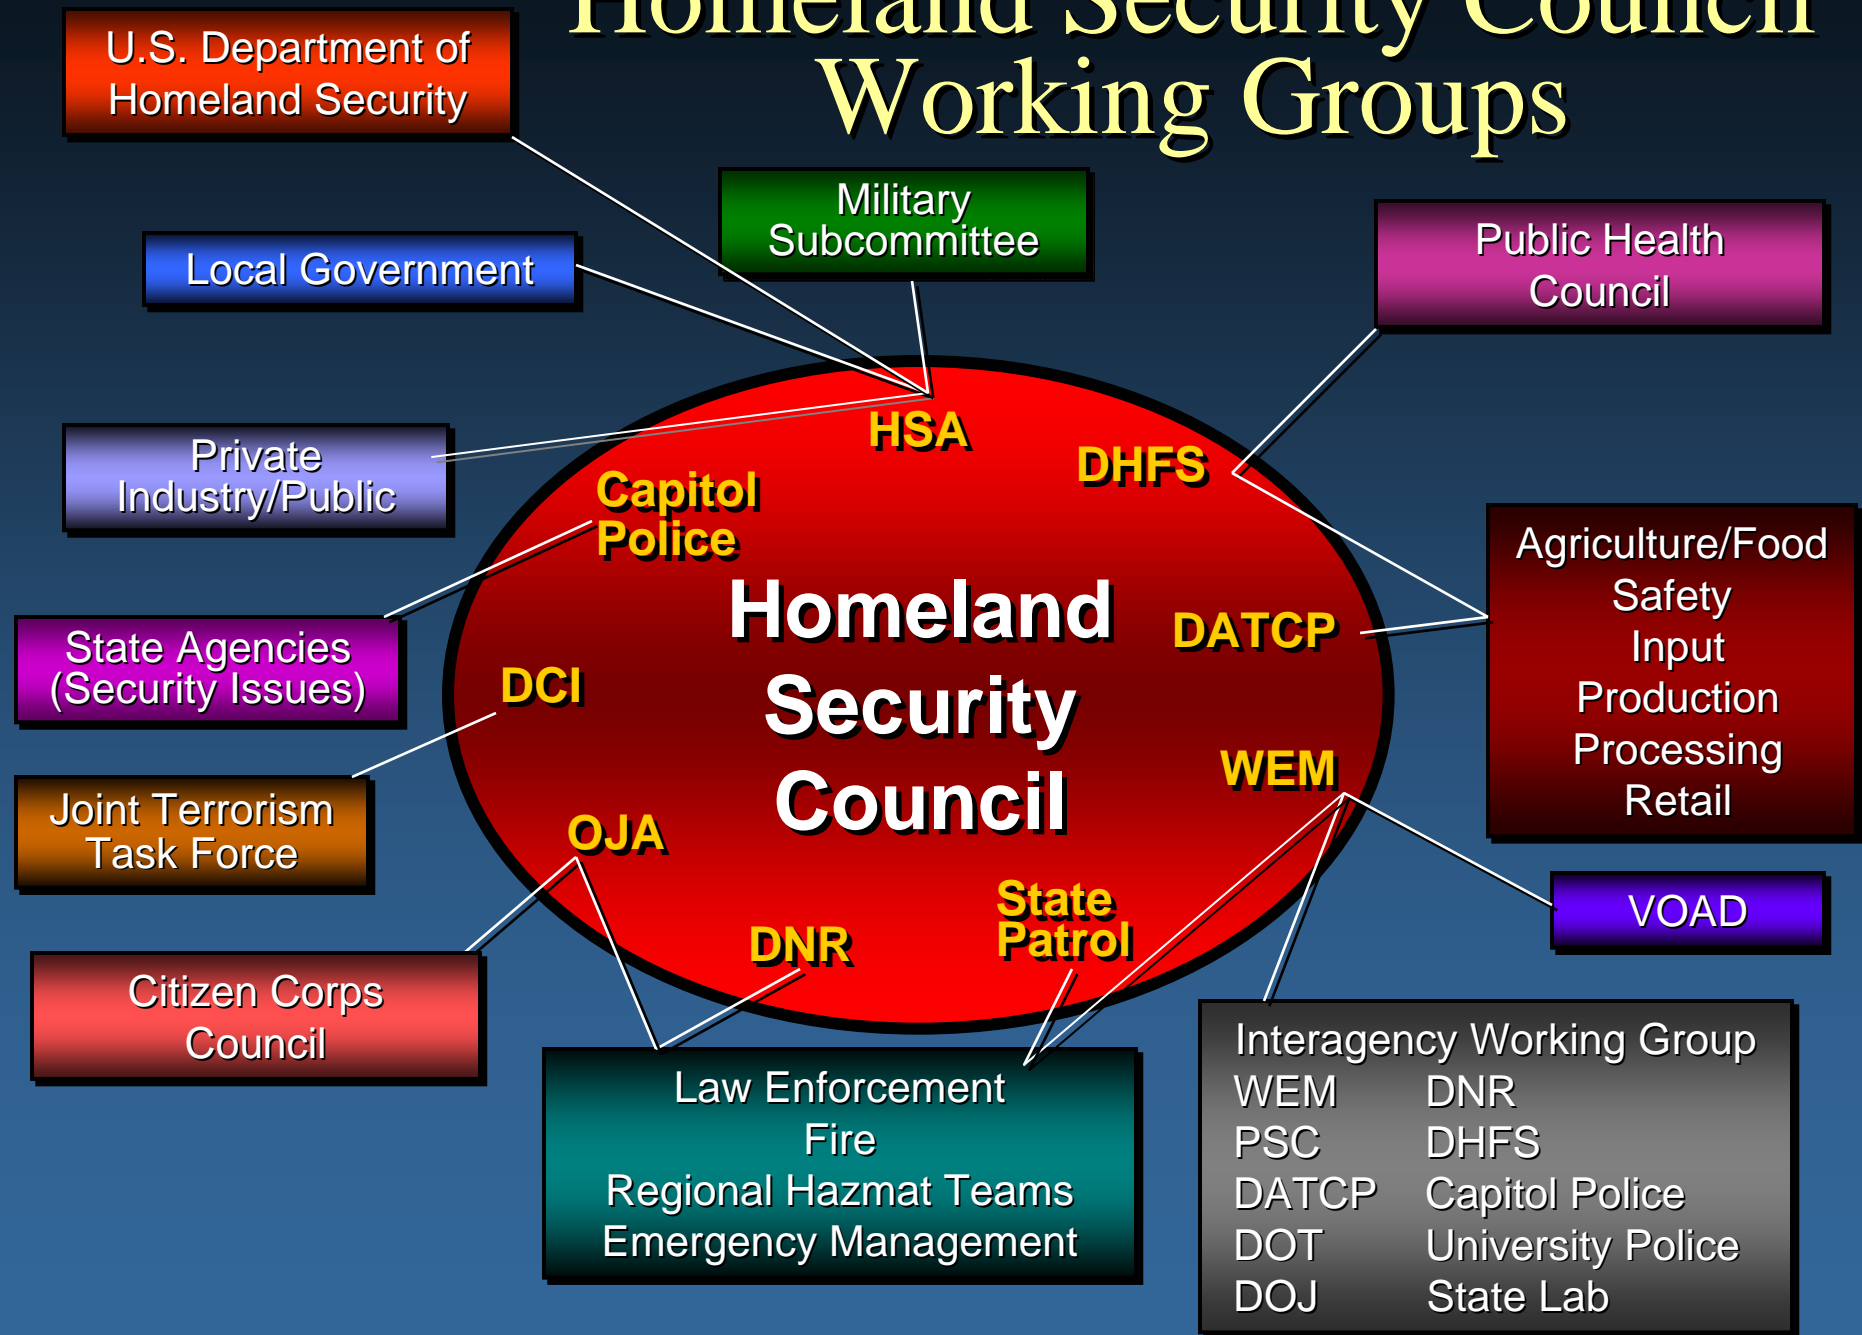 Homeland Security Council
Working Groups
U.S. Department of
Homeland Security
Military
Subcommittee
Public Health
Council
Local Government
Private
Industry/Public
HSA
DHFS
Capitol
Police
Agriculture/Food
Safety
Input
Production
Processing
Retail
Homeland
Security
Council
DATCP
State Agencies
(Security Issues)
DCI
WEM
Joint Terrorism
Task Force
OJA
State
Patrol
DNR
VOAD
Citizen Corps
Council
Law Enforcement
Fire
Regional Hazmat Teams
Emergency Management
Interagency Working Group
WEM DNR
PSC DHFS
DATCP Capitol Police
DOT University Police
DOJ State Lab